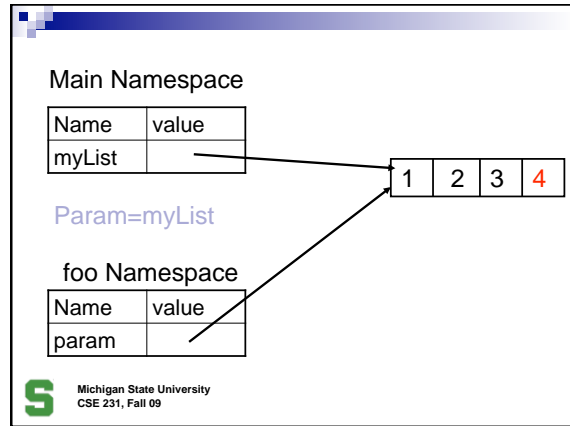 Main Namespace
Name value
myList
1 2 3 4
Param=myList
foo Namespace
Name value
param
S
Michigan State University
CSE 231, Fall 09